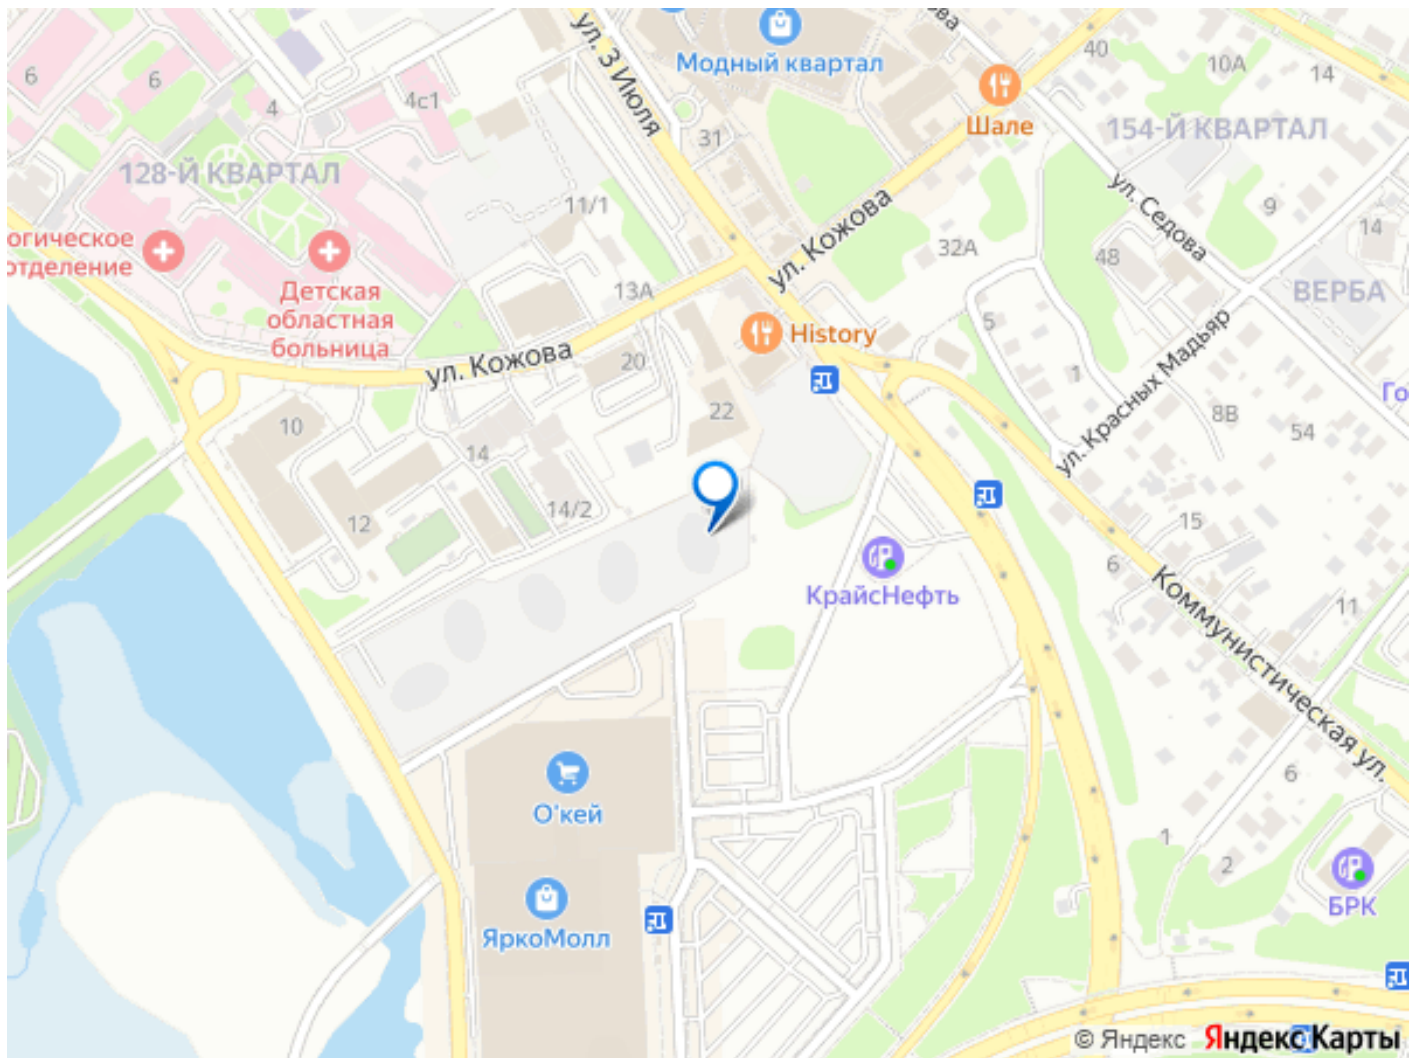 ул. 3 Июля
Модный квартал
ова
40
10А
14
6
6
4
4с1
31
Шале
154-Й КВАРТАЛ
128-Й КВАРТАЛ
11/1
ул. Кожова
32А
ул. Седова
9
14
48
огическое
отделение
Детская
областная
больница
13А
ВЕРБА
History
5
ул. Кожова
20
1
ул. Красных Мадьяр
Го
22
8В
54
10
14
12
14/2
15
КрайсНефть
6
11
Коммунистическая ул.
О'кей
6
1
2
ЯркоМолл
БРК
© Яндекс Яндекс Карты